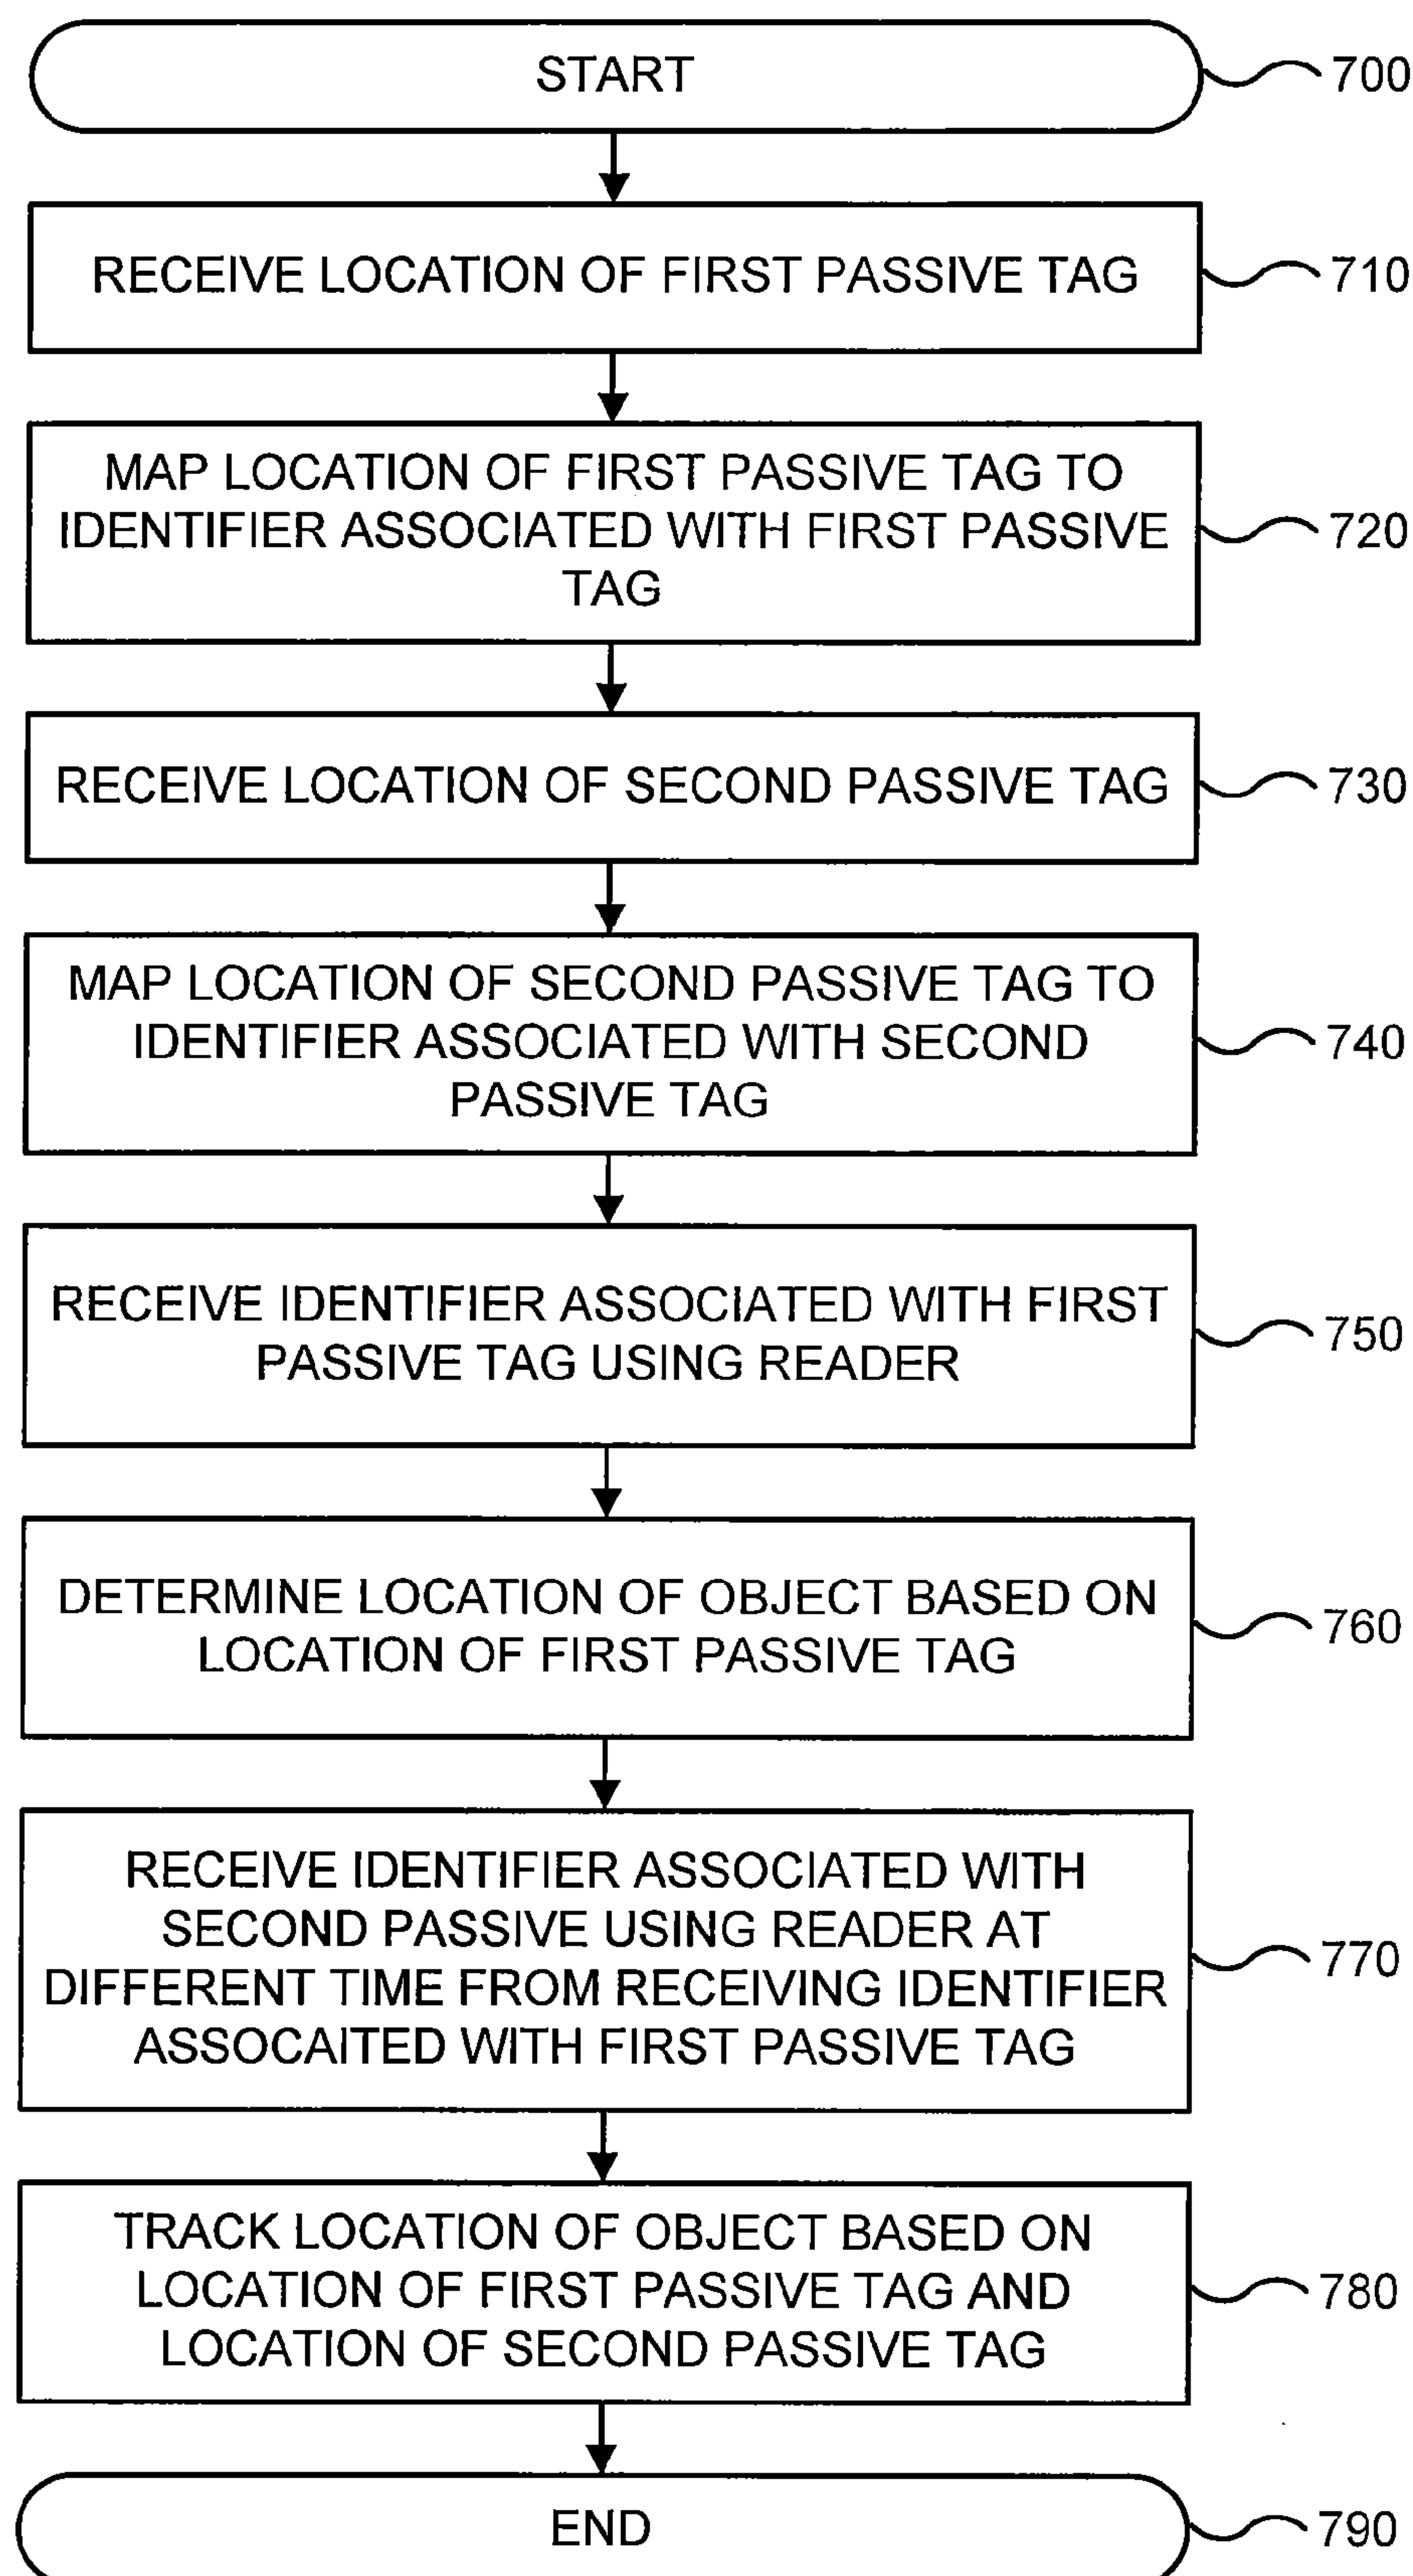 START
700
RECEIVE LOCATION OF FIRST PASSIVE TAG
710
MAP LOCATION OF FIRST PASSIVE TAG TO
IDENTIFIER ASSOCIATED WITH FIRST PASSIVE
TAG
720
RECEIVE LOCATION OF SECOND PASSIVE TAG
730
MAP LOCATION OF SECOND PASSIVE TAG TO
IDENTIFIER ASSOCIATED WITH SECOND
PASSIVE TAG
740
RECEIVE IDENTIFIER ASSOCIATED WITH FIRST
PASSIVE TAG USING READER
750
DETERMINE LOCATION OF OBJECT BASED ON
LOCATION OF FIRST PASSIVE TAG
760
RECEIVE IDENTIFIER ASSOCIATED WITH
SECOND PASSIVE USING READER AT
DIFFERENT TIME FROM RECEIVING IDENTIFIER
ASSOCAITED WITH FIRST PASSIVE TAG
770
TRACK LOCATION OF OBJECT BASED ON
LOCATION OF FIRST PASSIVE TAG AND
LOCATION OF SECOND PASSIVE TAG
780
END
790